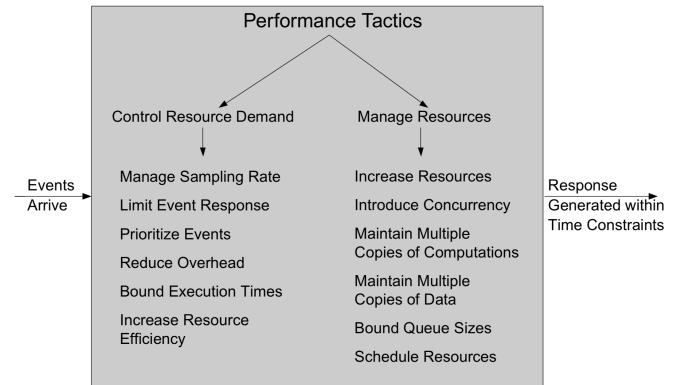 Performance Tactics
Control Resource Demand
Manage Sampling Rate
Limit Event Response
Prioritize Events
Reduce Overhead
Bound Execution Times
Increase Resource
Efficiency
Manage Resources
Increase Resources
Introduce Concurrency
Maintain Multiple
Copies of Computations
Maintain Multiple
Copies of Data
Bound Queue Sizes
Schedule Resources
Events
Arrive
Response
Generated within
Time Constraints